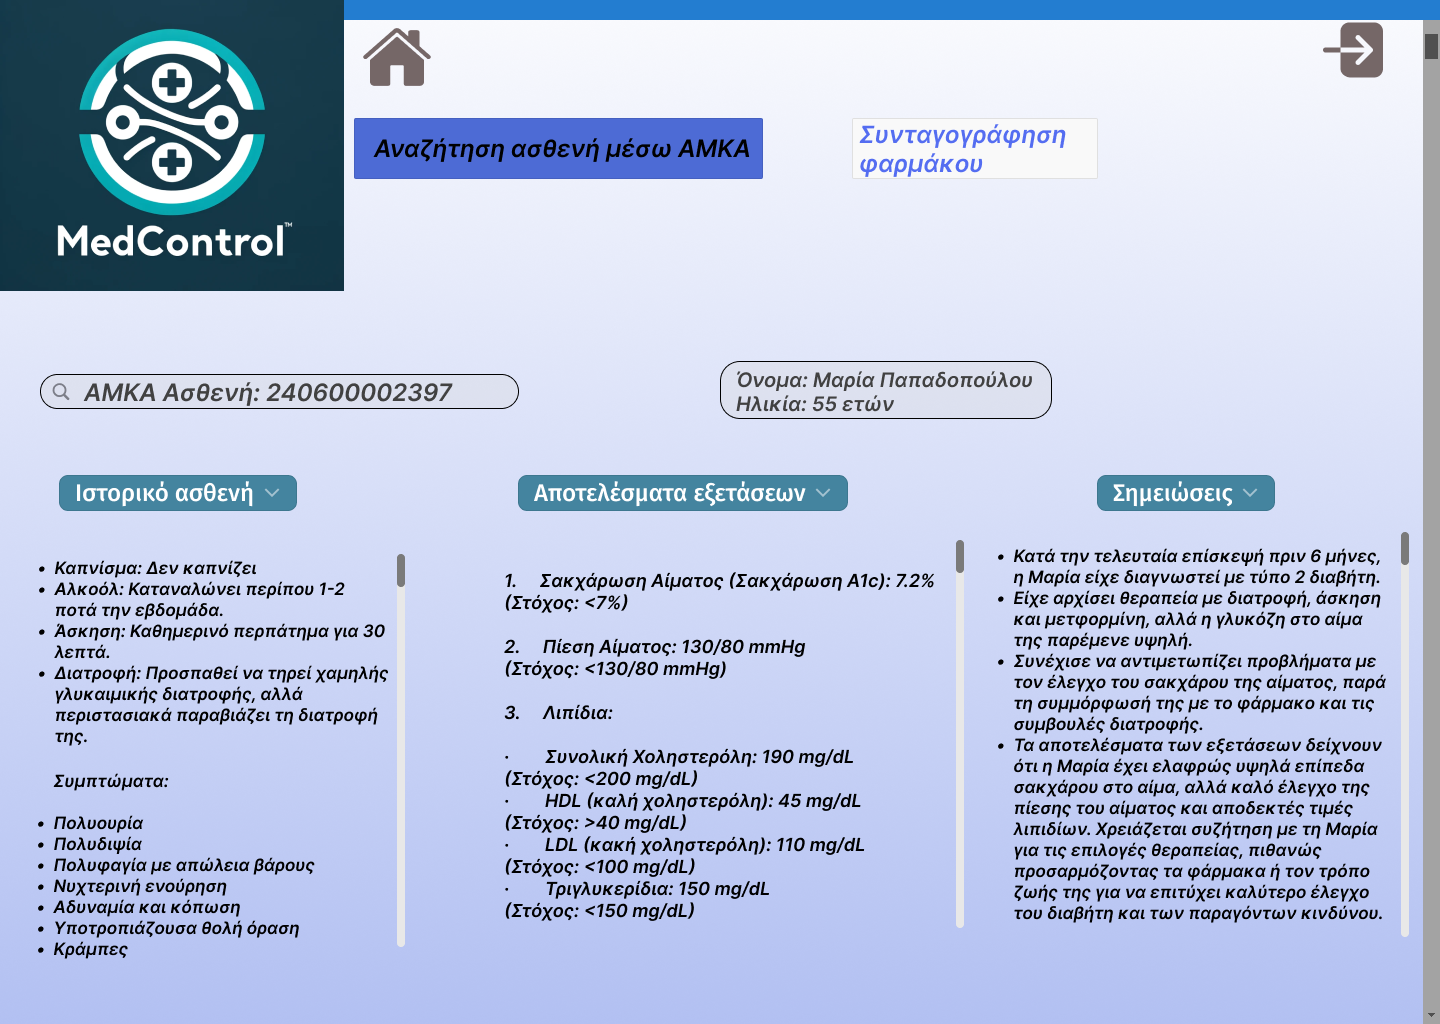 MedControl™
Αναζήτηση ασθενή μέσω ΑΜΚΑ
Συνταγογράφηση
φαρμάκου
ΑΜΚΑ Ασθενή: 240600002397
Όνομα: Μαρία Παπαδοπούλου
Ηλικία: 55 ετών
Ιστορικό ασθενή
• Καπνίσμα: Δεν καπνίζει
• Αλκοόλ: Καταναλώνει περίπου 1-2
ποτά την εβδομάδα.
• Άσκηση: Καθημερινό περπάτημα για 30
λεπτά.
• Διατροφή: Προσπαθεί να τηρεί χαμηλής
γλυκαιμικής διατροφής, αλλά
περιστασιακά παραβιάζει τη διατροφή
της.
Συμπτώματα:
• Πολυουρία
• Πολυδιψία
• Πολυφαγία με απώλεια βάρους
• Νυχτερινή ενούρηση
• Αδυναμία και κόπωση
• Υποτροπιάζουσα θολή όραση
• Κράμπες
Αποτελέσματα εξετάσεων
1. Σακχάρωση Αίματος (Σακχάρωση A1c): 7.2%
(Στόχος: <7%)
2. Πίεση Αίματος: 130/80 mmHg
(Στόχος: <130/80 mmHg)
3. Λιπίδια:
· Συνολική Χοληστερόλη: 190 mg/dL
(Στόχος: <200 mg/dL)
· HDL (καλή χοληστερόλη): 45 mg/dL
(Στόχος: >40 mg/dL)
· LDL (κακή χοληστερόλη): 110 mg/dL
(Στόχος: <100 mg/dL)
· Τριγλυκερίδια: 150 mg/dL
(Στόχος: <150 mg/dL)
Σημειώσεις
• Κατά την τελευταία επίσκεψή πριν 6 μήνες,
η Μαρία είχε διαγνωστεί με τύπο 2 διαβήτη.
• Είχε αρχίσει θεραπεία με διατροφή, άσκηση
και μετφορμίνη, αλλά η γλυκόζη στο αίμα
της παρέμενε υψηλή.
• Συνέχισε να αντιμετωπίζει προβλήματα με
τον έλεγχο του σακχάρου της αίματος, παρά
τη συμμόρφωσή της με το φάρμακο και τις
συμβουλές διατροφής.
• Τα αποτελέσματα των εξετάσεων δείχνουν
ότι η Μαρία έχει ελαφρώς υψηλά επίπεδα
σακχάρου στο αίμα, αλλά καλό έλεγχο της
πίεσης του αίματος και αποδεκτές τιμές
λιπιδίων. Χρειάζεται συζήτηση με τη Μαρία
για τις επιλογές θεραπείας, πιθανώς
προσαρμόζοντας τα φάρμακα ή τον τρόπο
ζωής της για να επιτύχει καλύτερο έλεγχο
του διαβήτη και των παραγόντων κινδύνου.